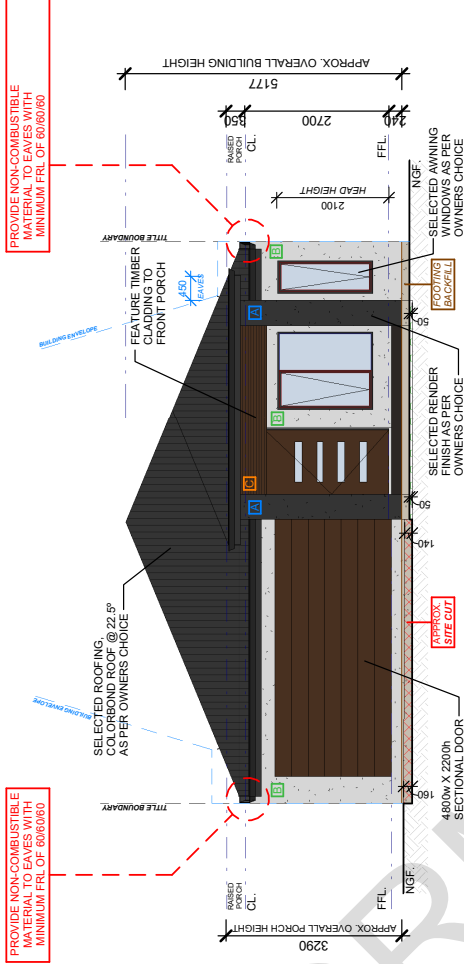 PROVIDE NON-COMBUSTIBLE
MATERIAL TO EAVES WITH
MINIMUM FRL OF 60/60/60
PROVIDE NON-COMBUSTIBLE
MATERIAL TO EAVES WITH
MINIMUM FRL OF 60/60/60
BUILDING ENVELOPE
BUILDING ENVELOPE
TITLE BOUNDARY
TITLE BOUNDARY
SELECTED ROOFING,
COLORBOND ROOF @ 22.5°
AS PER OWNERS CHOICE
FEATURE TIMBER
CLADDING TO
FRONT PORCH
450
EAVES
APPROX. OVERALL BUILDING HEIGHT
5177
RAISED
PORCH
CL.
FFL.
NGF.
APPROX. OVERALL PORCH HEIGHT
3290
RAISED
PORCH
CL.
FFL.
NGF.
350
2700
240
HEAD HEIGHT
2100
B
A
C
B
A
B
160
140
50
50
4800w X 2200h
SECTIONAL DOOR
APPROX.
SITE CUT
SELECTED RENDER
FINISH AS PER
OWNERS CHOICE
FOOTING
BACKFILL
SELECTED AWNING
WINDOWS AS PER
OWNERS CHOICE